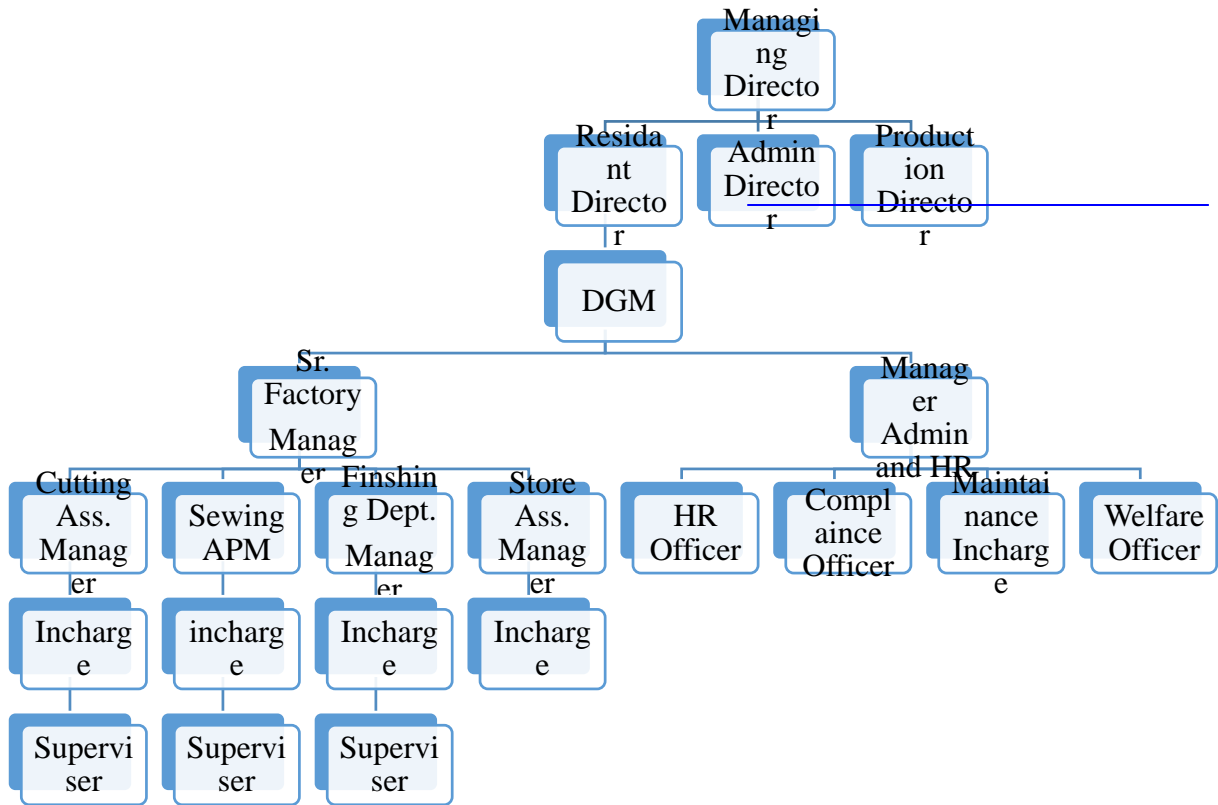 Managi
ng
Directo
r
Resida
nt
Directo
r
Admin
Directo
r
Product
ion
Directo
r
DGM
Sr.
Factory
Manag
er
Manag
er
Admin
and HR
Cutting
Ass.
Manag
er
Sewing
APM
Finshin
g Dept.
Manag
er
Store
Ass.
Manag
er
HR
Officer
Compl
aince
Officer
Maintai
nance
Incharg
e
Welfare
Officer
Incharg
e
incharg
e
Incharg
e
Incharg
e
Supervi
ser
Supervi
ser
Supervi
ser